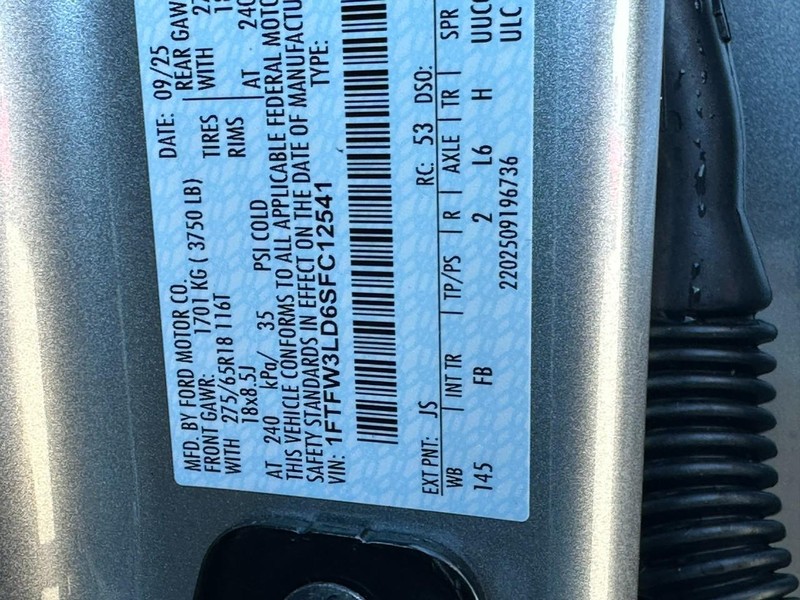 MFD. BY FORD MOTOR CO. DATE: 09/25
FRONT GAWR: 1701 KG ( 3750 LB) REAR GAW
WITH 275/65R18 116T TIRES WITH 27
18x8.5J RIMS 18
AT 240 kPa/ 35 PSI COLD AT 240
THIS VEHICLE CONFORMS TO ALL APPLICABLE FEDERAL MOTO
SAFETY STANDARDS IN EFFECT ON THE DATE OF MANUFACTU
VIN: 1FTFW3LD6SFC12541 TYPE:
EXT PNT: JS RC: 53 DSO:
WB | INT TR | TP/PS | R | AXLE | TR | SPR
145 FB 2 L6 H UUC
2202509196736 ULC